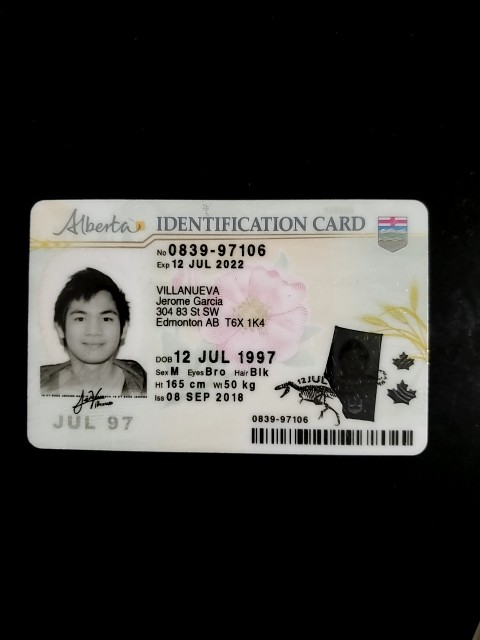 Alberta IDENTIFICATION CARD
No 0839-97106
Exp 12 JUL 2022
VILLANUEVA
Jerome Garcia
304 83 St SW
Edmonton AB T6X 1K4
DOB 12 JUL 1997
Sex M Eyes Bro Hair Blk
Ht 165 cm Wt 50 kg
Iss 08 SEP 2018
JUL 97
12JUL
0839-97106